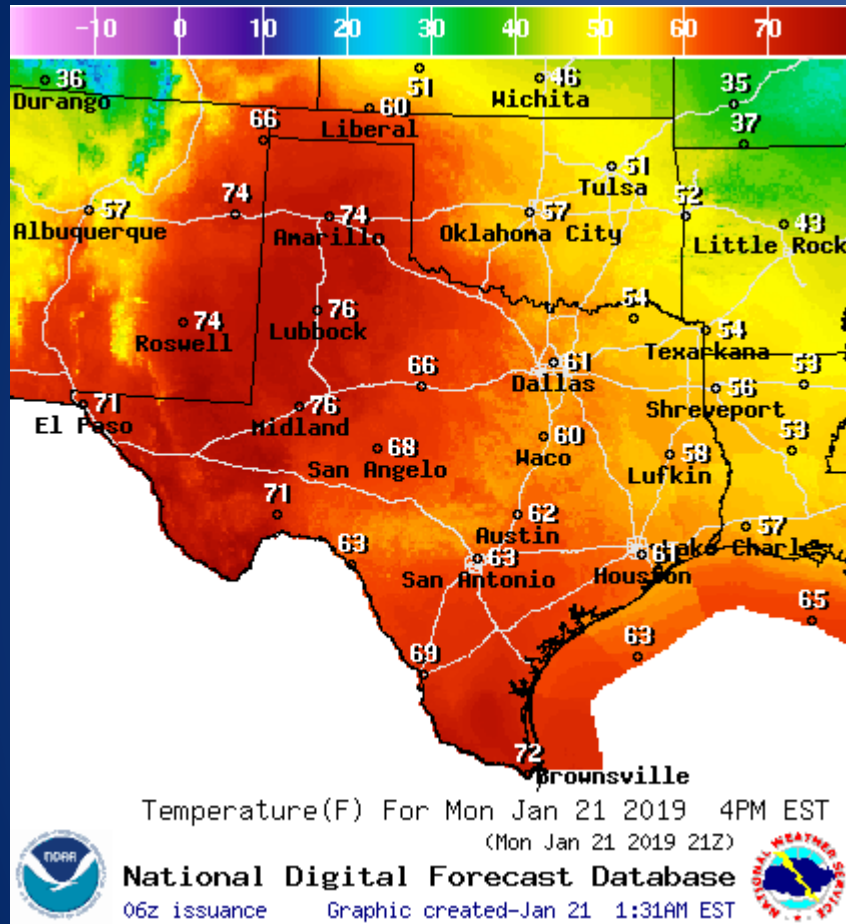 -10 0 10 20 30 40 50 60 70
36
Durango
51
46
Wichita
35
60
Liberal
66
37
51
Tulsa
74
74
Amarillo
57
Albuquerque
57
Oklahoma City
52
43
Little Rock
74
Roswell
76
Lubbock
54
54
Texarkana
61
Dallas
66
53
56
Shreveport
71
El Paso
76
Midland
68
San Angelo
60
Waco
58
Lufkin
53
71
62
Austin
57
Lake Charles
63
63
San Antonio
61
Houston
65
63
69
72
Brownsville
Temperature(F) For Mon Jan 21 2019 4PM EST
(Mon Jan 21 2019 21Z)
National Digital Forecast Database
06z issuance Graphic created-Jan 21 1:31AM EST
NOAA
NATIONAL WEATHER SERVICE